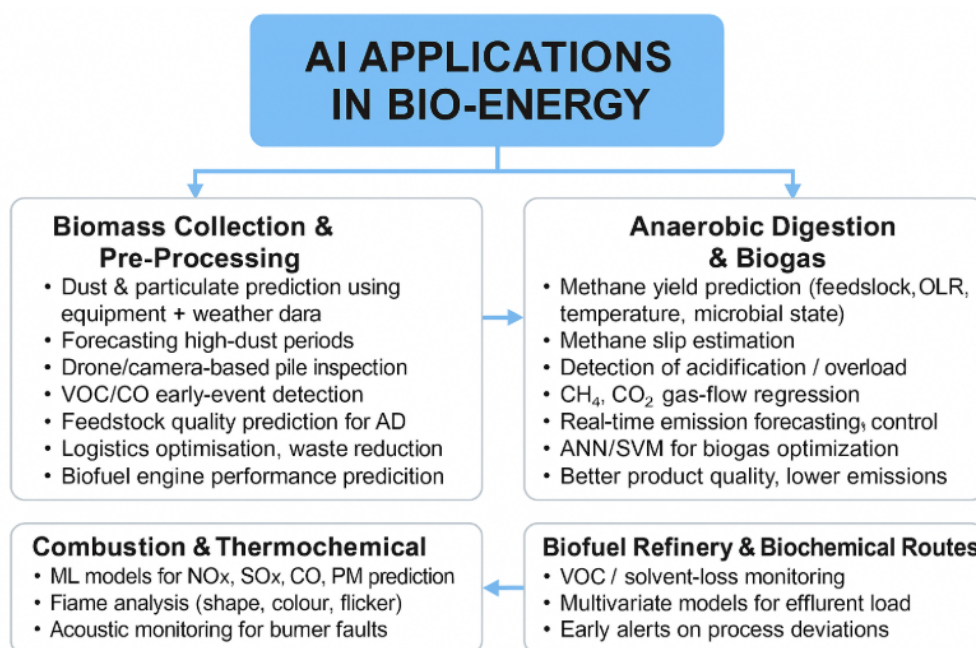 AI APPLICATIONS
IN BIO-ENERGY
Biomass Collection &
Pre-Processing
• Dust & particulate prediction using
equipment + weather dara
• Forecasting high-dust periods
• Drone/camera-based pile inspection
• VOC/CO early-event detection
• Feedstock quality prediction for AD
• Logistics optimisation, waste reduction
• Biofuel engine performance predicition
Anaerobic Digestion
& Biogas
• Methane yield prediction (feedslock, OLR,
temperature, microbial state)
• Methane slip estimation
• Detection of acidification / overload
• CH₄, CO₂ gas-flow regression
• Real-time emission forecasting, control
• ANN/SVM for biogas optimization
• Better product quality, lower emissions
Combustion & Thermochemical
• ML models for NOx, SOx, CO, PM prediction
• Fiame analysis (shape, colour, flicker)
• Acoustic monitoring for bumer faults
Biofuel Refinery & Biochemical Routes
• VOC / solvent-loss monitoring
• Multivariate models for efflurent load
• Early alerts on process deviations